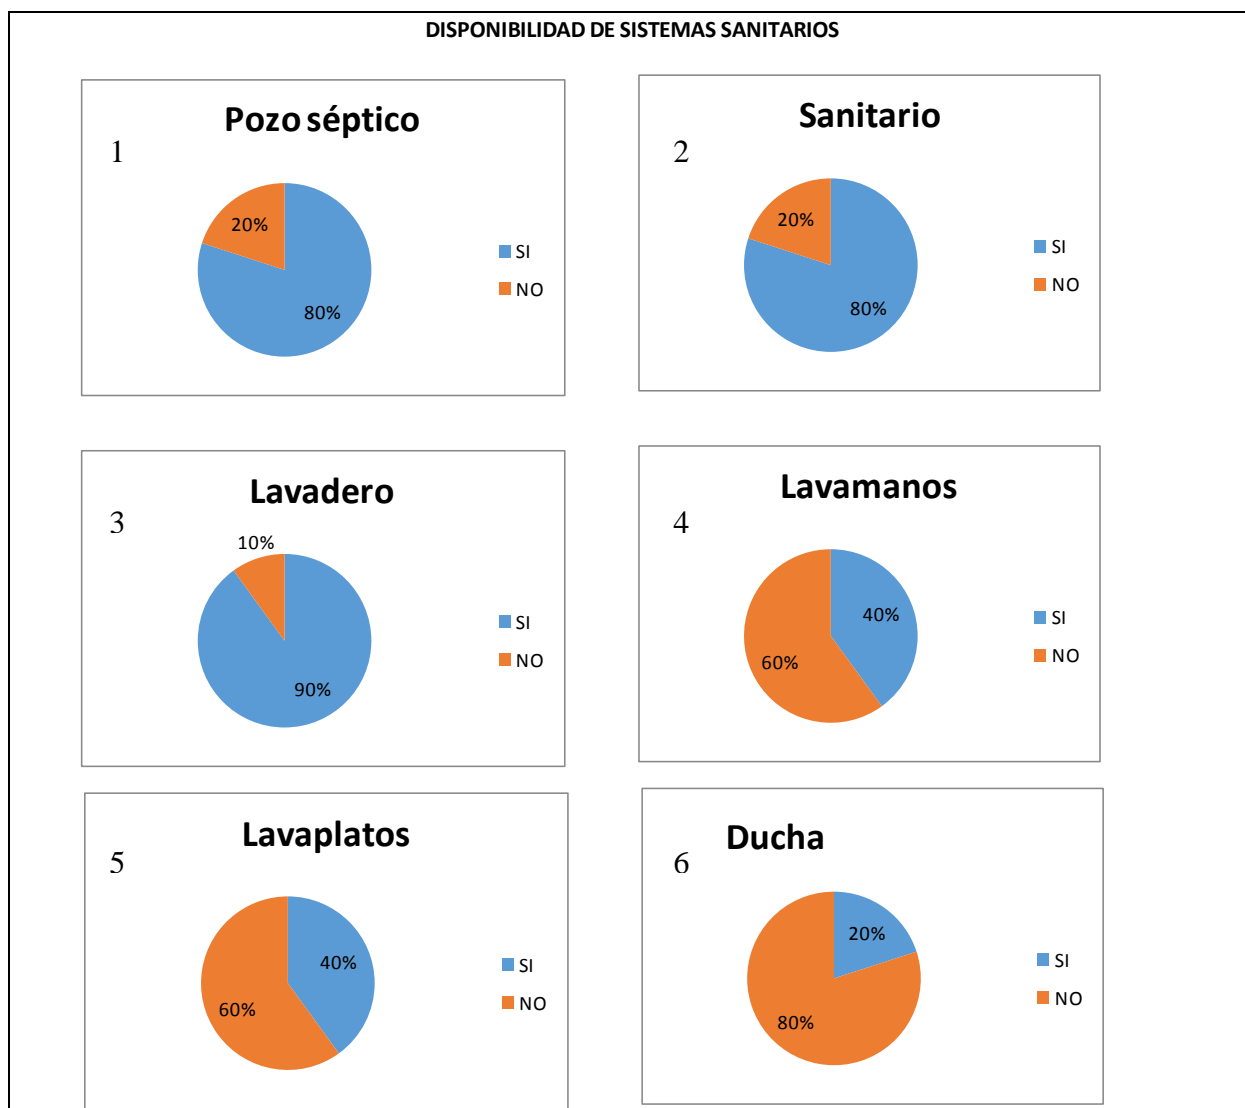 DISPONIBILIDAD DE SISTEMAS SANITARIOS
Pozo séptico
1
20%
80%
SI
NO
Sanitario
2
20%
80%
SI
NO
Lavadero
3
10%
90%
SI
NO
Lavamanos
4
40%
60%
SI
NO
Lavaplatos
5
40%
60%
SI
NO
Ducha
6
20%
80%
SI
NO